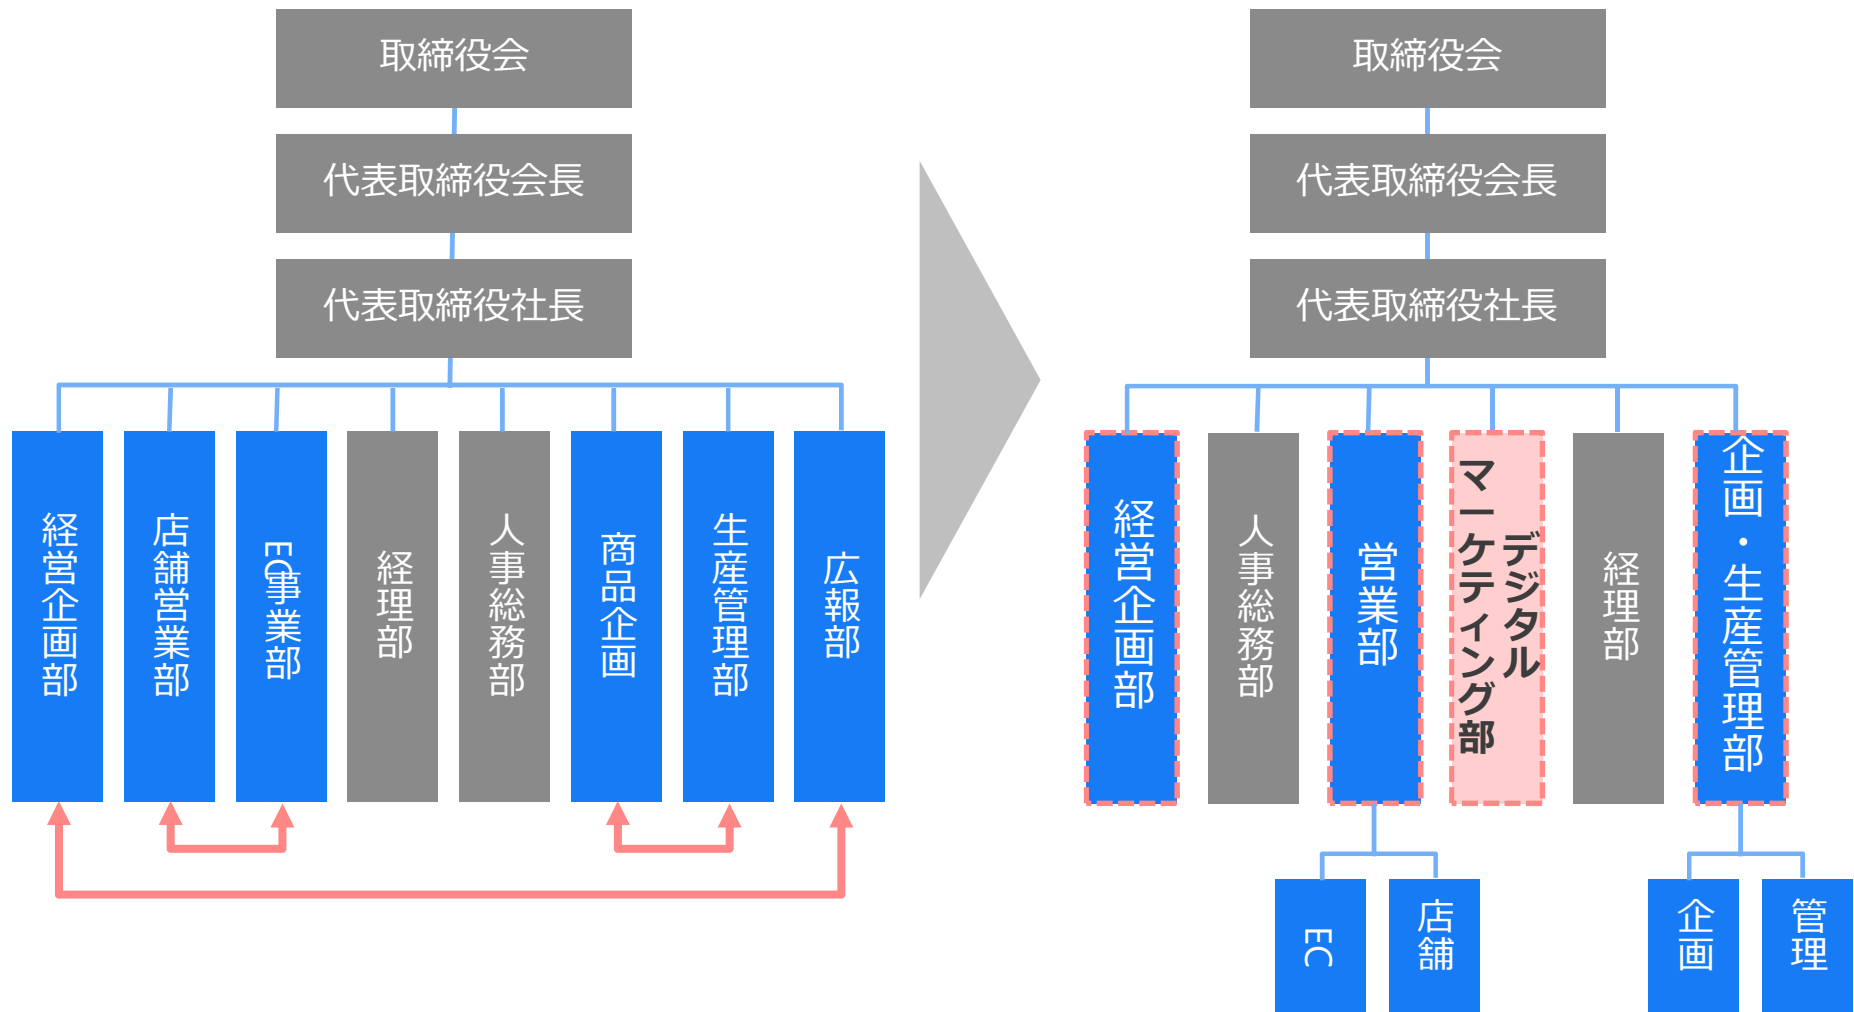 取締役会
代表取締役会長
代表取締役社長
経営企画部
店舗営業部
EC事業部
経理部
人事総務部
商品企画
生産管理部
広報部
取締役会
代表取締役会長
代表取締役社長
経営企画部
人事総務部
営業部
デジタル
マーケティング部
経理部
企画・生産管理部
EC
店舗
企画
管理